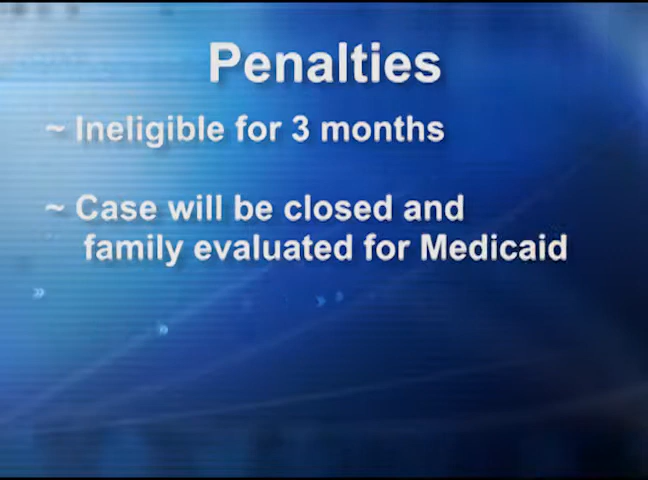 Penalties
~ Ineligible for 3 months
~ Case will be closed and
family evaluated for Medicaid